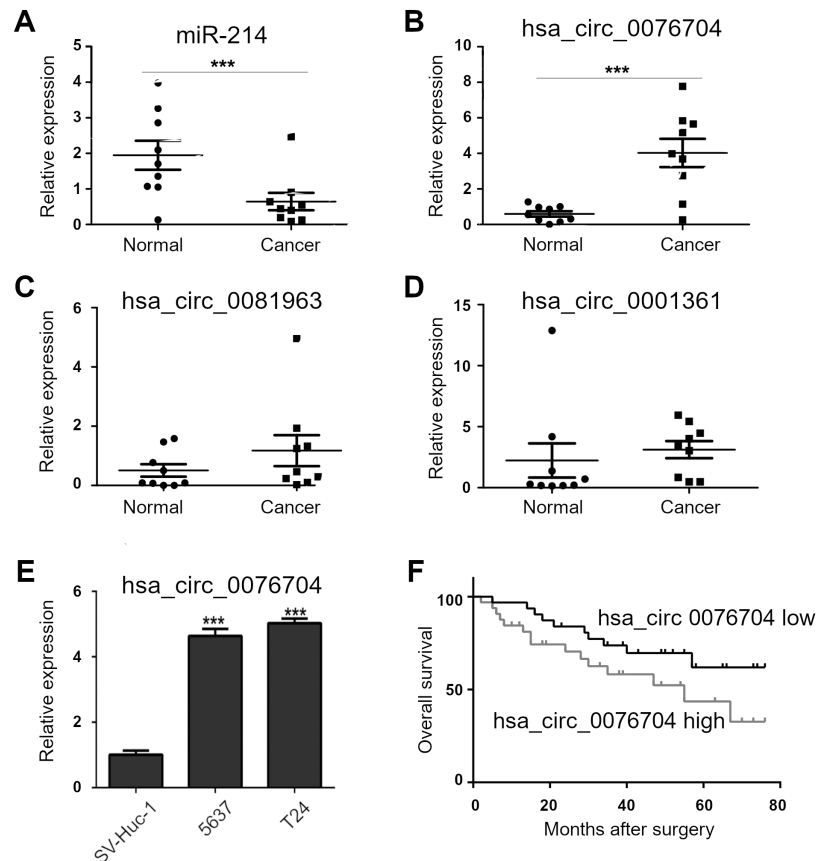 A
miR-214
Relative expression
5
4
3
2
1
0
***
Normal
Cancer
B
hsa_circ_0076704
Relative expression
10
8
6
4
2
0
***
Normal
Cancer
C
hsa_circ_0081963
Relative expression
6
4
2
0
Normal
Cancer
D
hsa_circ_0001361
Relative expression
15
10
5
0
Normal
Cancer
E
hsa_circ_0076704
Relative expression
6
4
2
0
***
***
SV-Huc-1
5637
T24
F
Overall survival
100
50
0
hsa_circ 0076704 low
hsa_circ_0076704 high
0
20
40
60
80
Months after surgery